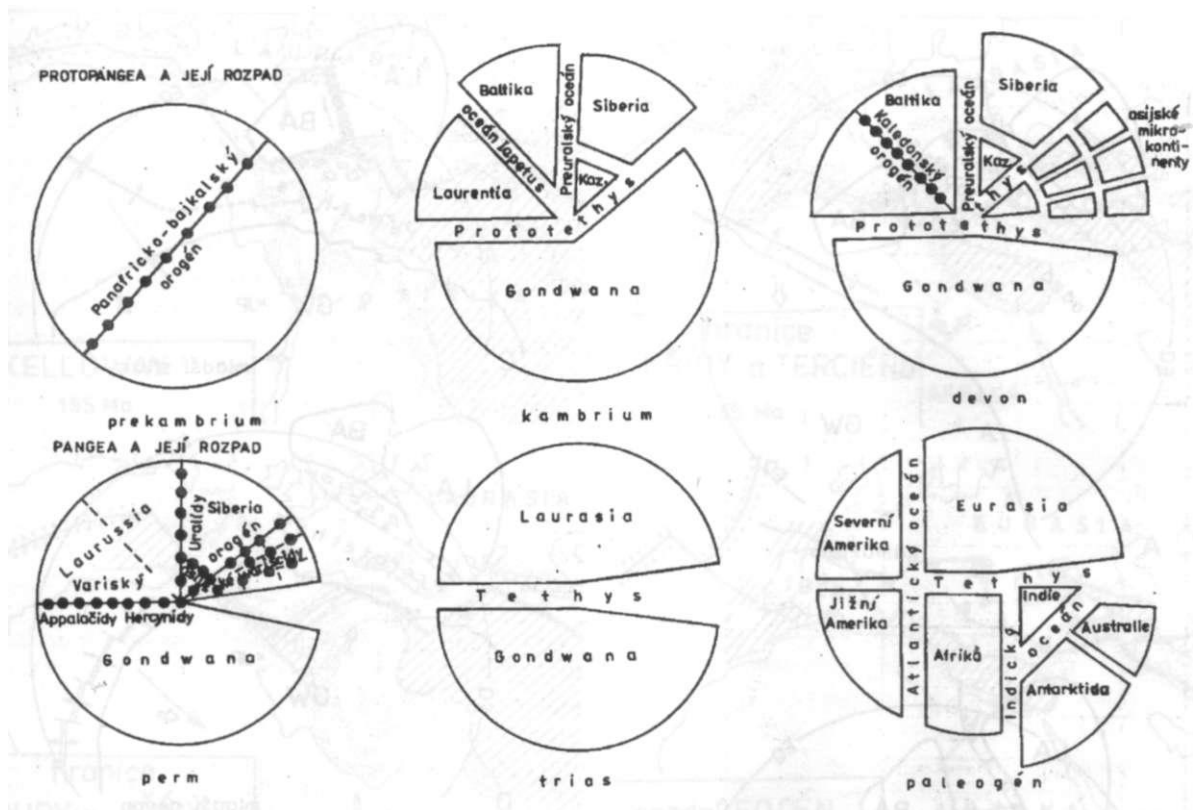 PROTOPANGEA A JEJÍ ROZPAD
Panafricko-bajkalský
orogén
prekambrium
Baltika
Siberia
Laurentia
oceán Iapetus
Preuralský oceán
Kaz.
Prototethys
Gondwana
kambrium
Baltika
Siberia
Kaledonský
orogén
Preuralský oceán
Kaz.
asijské
mikro-
konti-
nenty
Prototethys
Gondwana
devon
PANGEA A JEJÍ ROZPAD
Laurussia
Uralidy
Siberia
Variský
orogén
Appalačidy Hercynidy
Gondwana
perm
Laurasia
Tethys
Gondwana
trias
Severní
Amerika
Atlantický oceán
Eurasia
Tethys
Jižní
Amerika
Afrika
Indie
Indický
oceán
Australie
Antarktida
paleogén